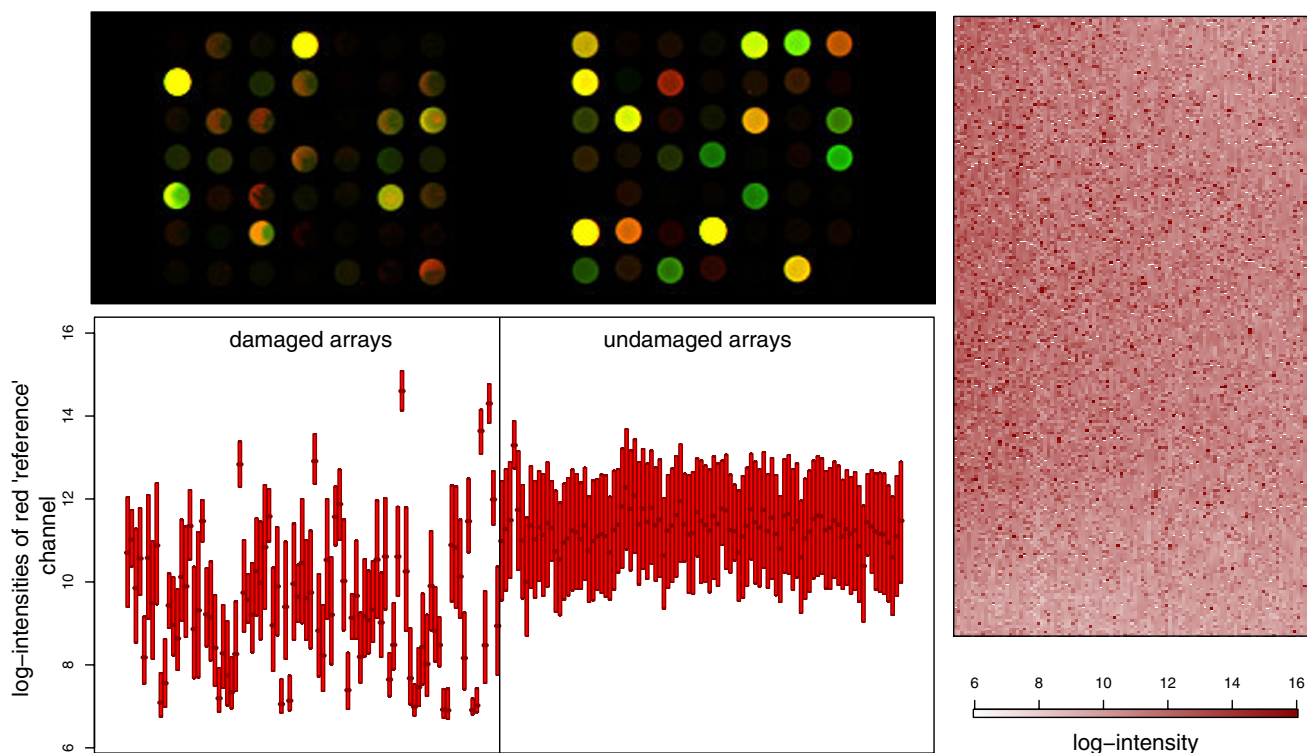 damaged arrays
undamaged arrays
log−intensities of red 'reference'
channel
16
14
12
10
8
6
6 8 10 12 14 16
log−intensity